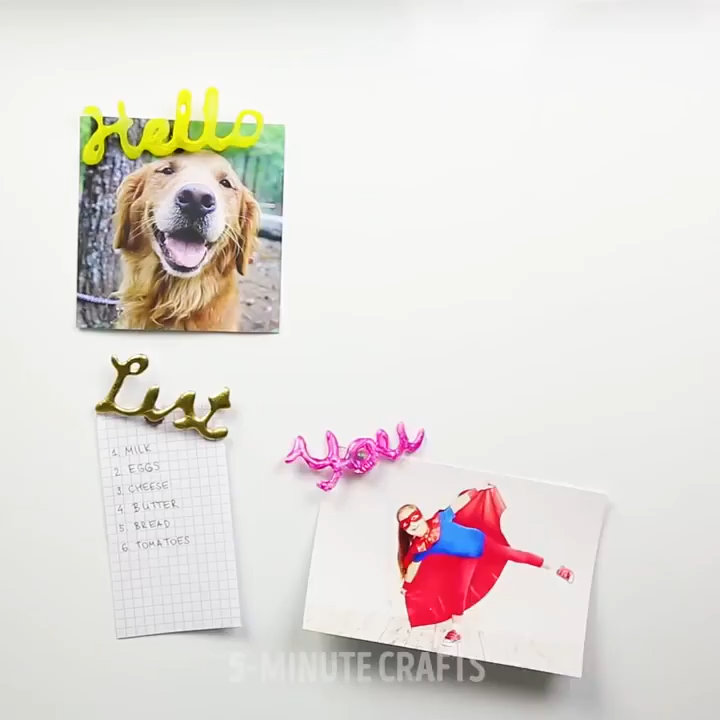 Hello
List
1. MILK
2. EGGS
3. CHEESE
4. BUTTER
5. BREAD
6. TOMATOES
you
5-MINUTE CRAFTS